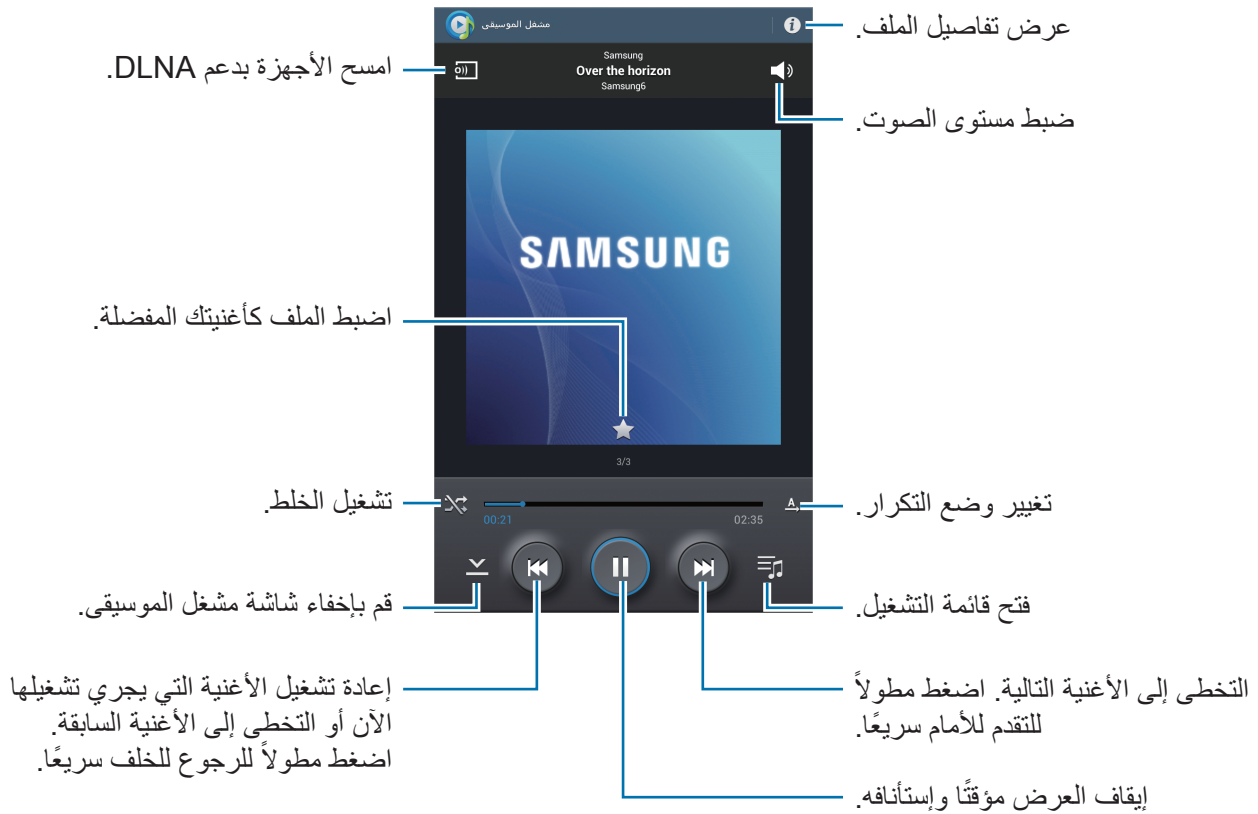 مشغل الموسيقى
عرض تفاصيل الملف.
امسح الأجهزة بدعم DLNA.
Samsung
Over the horizon
Samsung6
ضبط مستوى الصوت.
SAMSUNG
اضبط الملف كأغنيتك المفضلة.
3/3
تشغيل الخلط.
00:21
02:35
A
تغيير وضع التكرار.
قم بإخفاء شاشة مشغل الموسيقى.
فتح قائمة التشغيل.
إعادة تشغيل الأغنية التي يجري تشغيلها
الآن أو التخطى إلى الأغنية السابقة.
اضغط مطولاً للرجوع للخلف سريعًا.
التخطى إلى الأغنية التالية. اضغط مطولاً
للتقدم للأمام سريعًا.
إيقاف العرض مؤقتًا وإستأنافه.